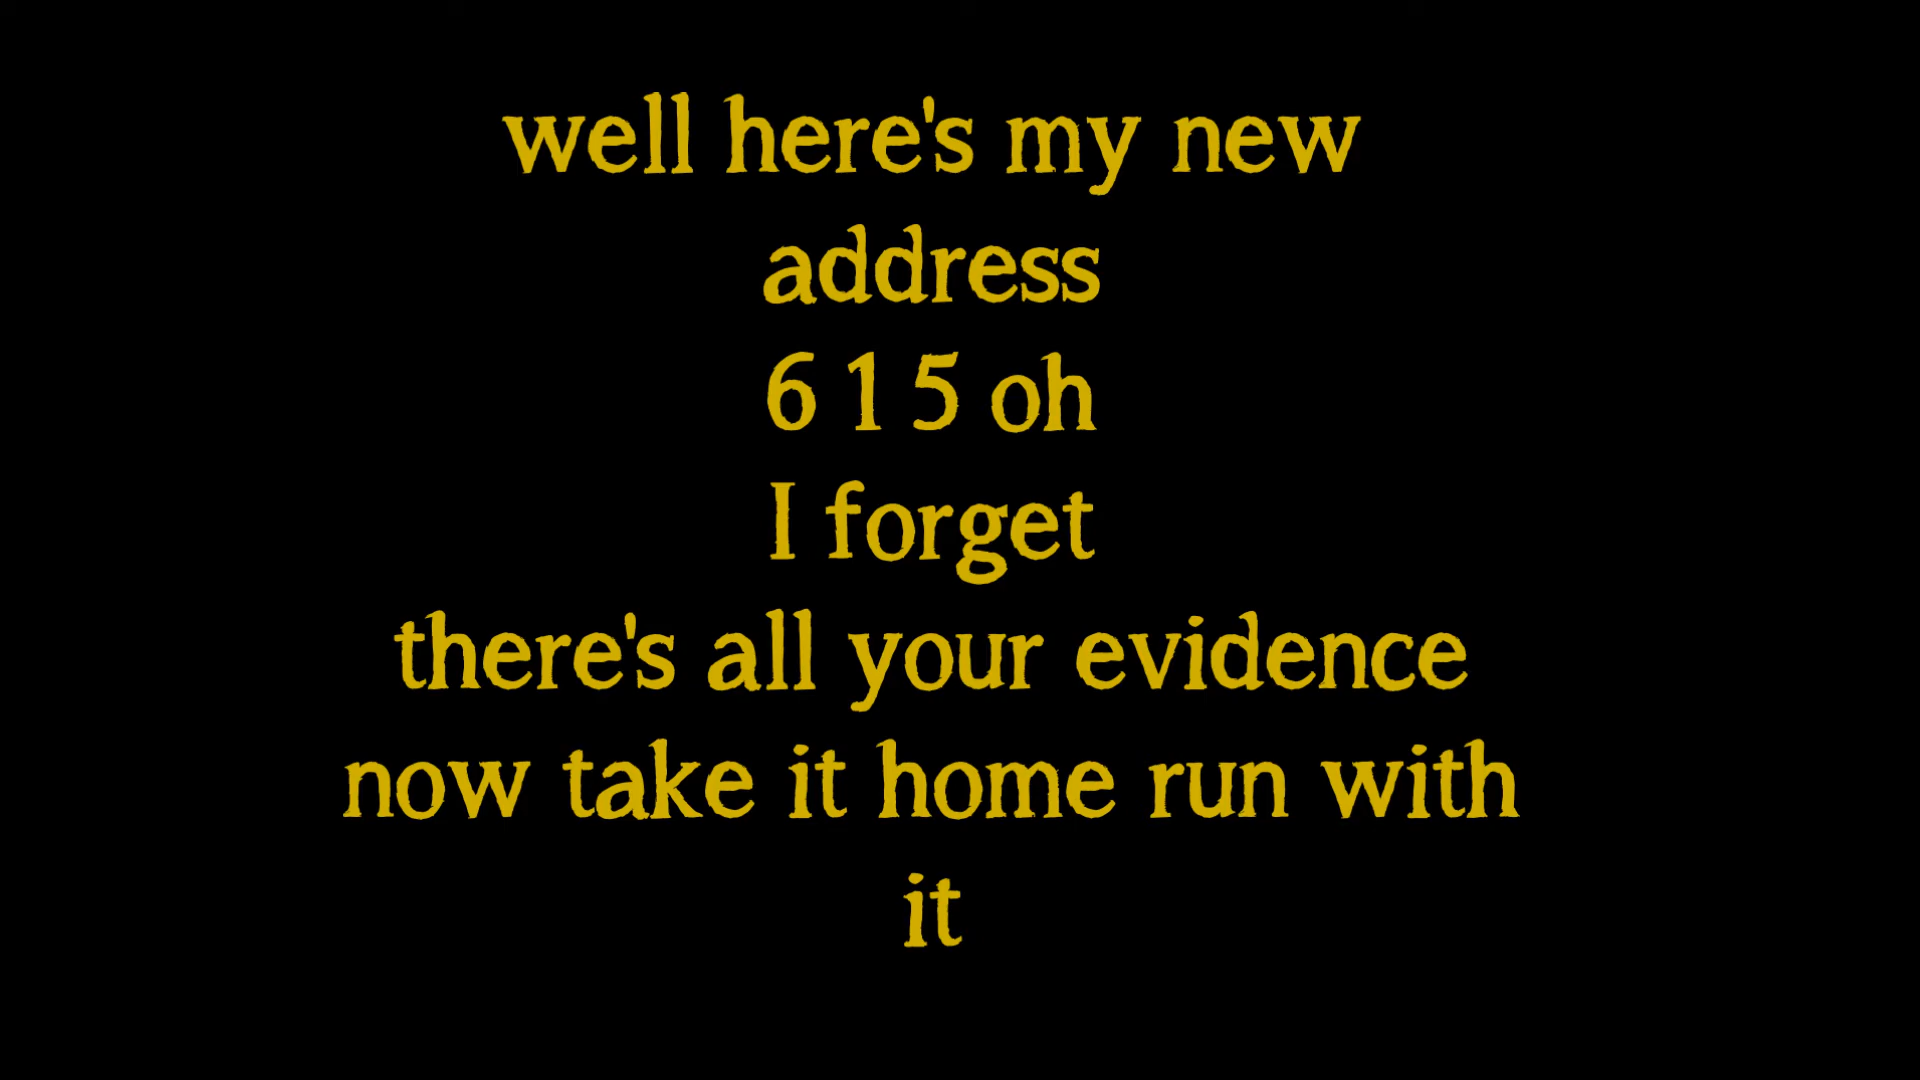 well here's my new
address
6 1 5 oh
I forget
there's all your evidence
now take it home run with
it